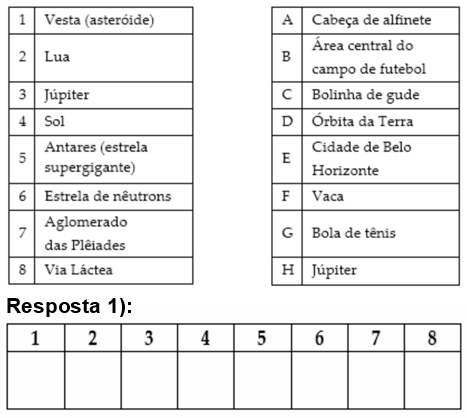 1 Vesta (asteróide)
2 Lua
3 Júpiter
4 Sol
5 Antares (estrela
supergigante)
6 Estrela de nêutrons
7 Aglomerado
das Plêiades
8 Via Láctea
A Cabeça de alfinete
B Área central do
campo de futebol
C Bolinha de gude
D Órbita da Terra
E Cidade de Belo
Horizonte
F Vaca
G Bola de tênis
H Júpiter
Resposta 1):
1 2 3 4 5 6 7 8